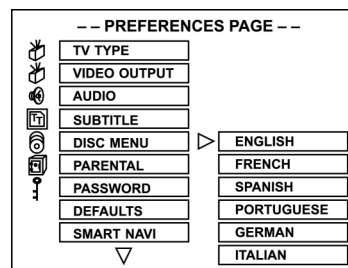 -- PREFERENCES PAGE --
TV TYPE
VIDEO OUTPUT
AUDIO
SUBTITLE
DISC MENU
PARENTAL
PASSWORD
DEFAULTS
SMART NAVI
ENGLISH
FRENCH
SPANISH
PORTUGUESE
GERMAN
ITALIAN